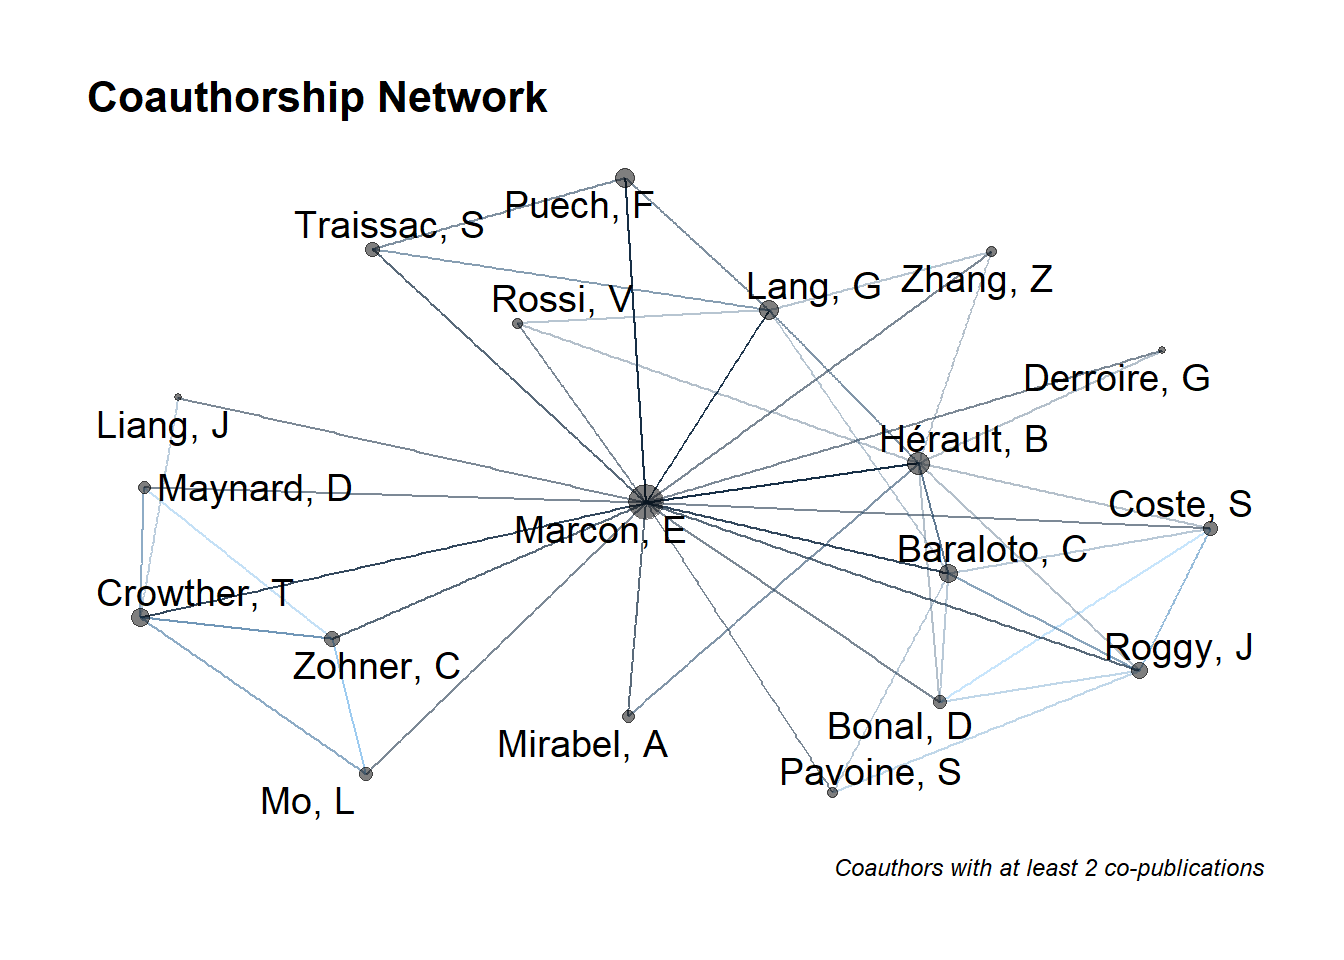 Coauthorship Network
Puech, F
Traissac, S
Lang, G
Zhang, Z
Rossi, V
Derroire, G
Liang, J
Hérault, B
Maynard, D
Coste, S
Marcon, E
Baraloto, C
Crowther, T
Roggy, J
Zohner, C
Bonal, D
Mirabel, A
Pavoine, S
Mo, L
Coauthors with at least 2 co-publications